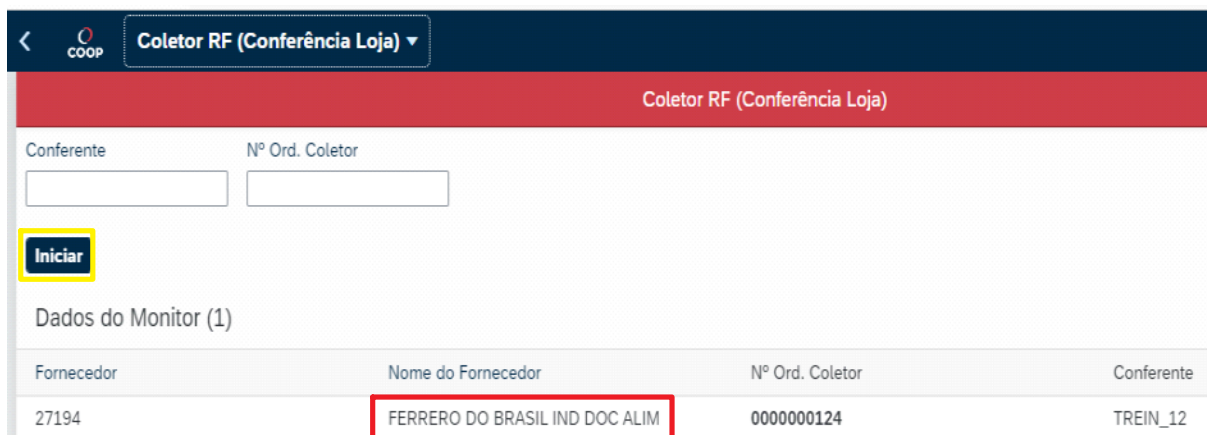 COOP Coletor RF (Conferência Loja)
Coletor RF (Conferência Loja)
Conferente Nº Ord. Coletor
Iniciar
Dados do Monitor (1)
Fornecedor Nome do Fornecedor Nº Ord. Coletor Conferente
27194 FERRERO DO BRASIL IND DOC ALIM 0000000124 TREIN_12